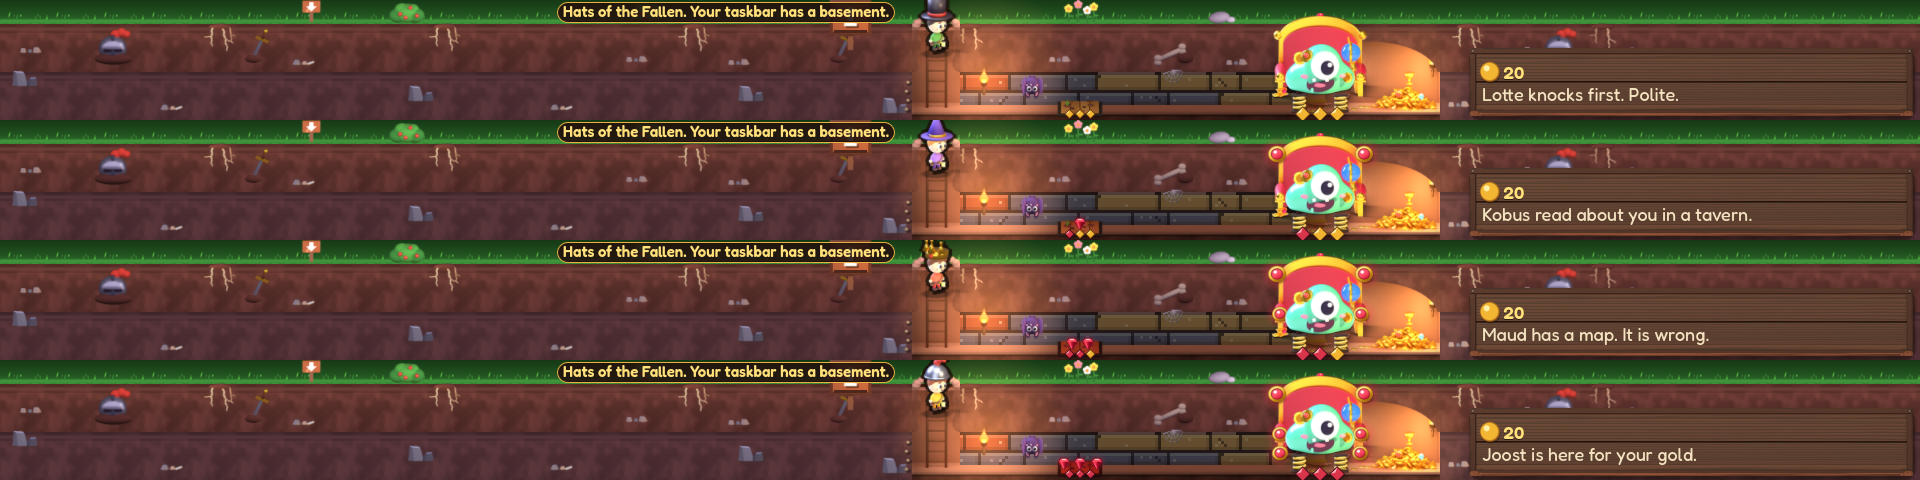 Hats of the Fallen. Your taskbar has a basement.
20
Lotte knocks first. Polite.
Hats of the Fallen. Your taskbar has a basement.
20
Kobus read about you in a tavern.
Hats of the Fallen. Your taskbar has a basement.
20
Maud has a map. It is wrong.
Hats of the Fallen. Your taskbar has a basement.
20
Joost is here for your gold.